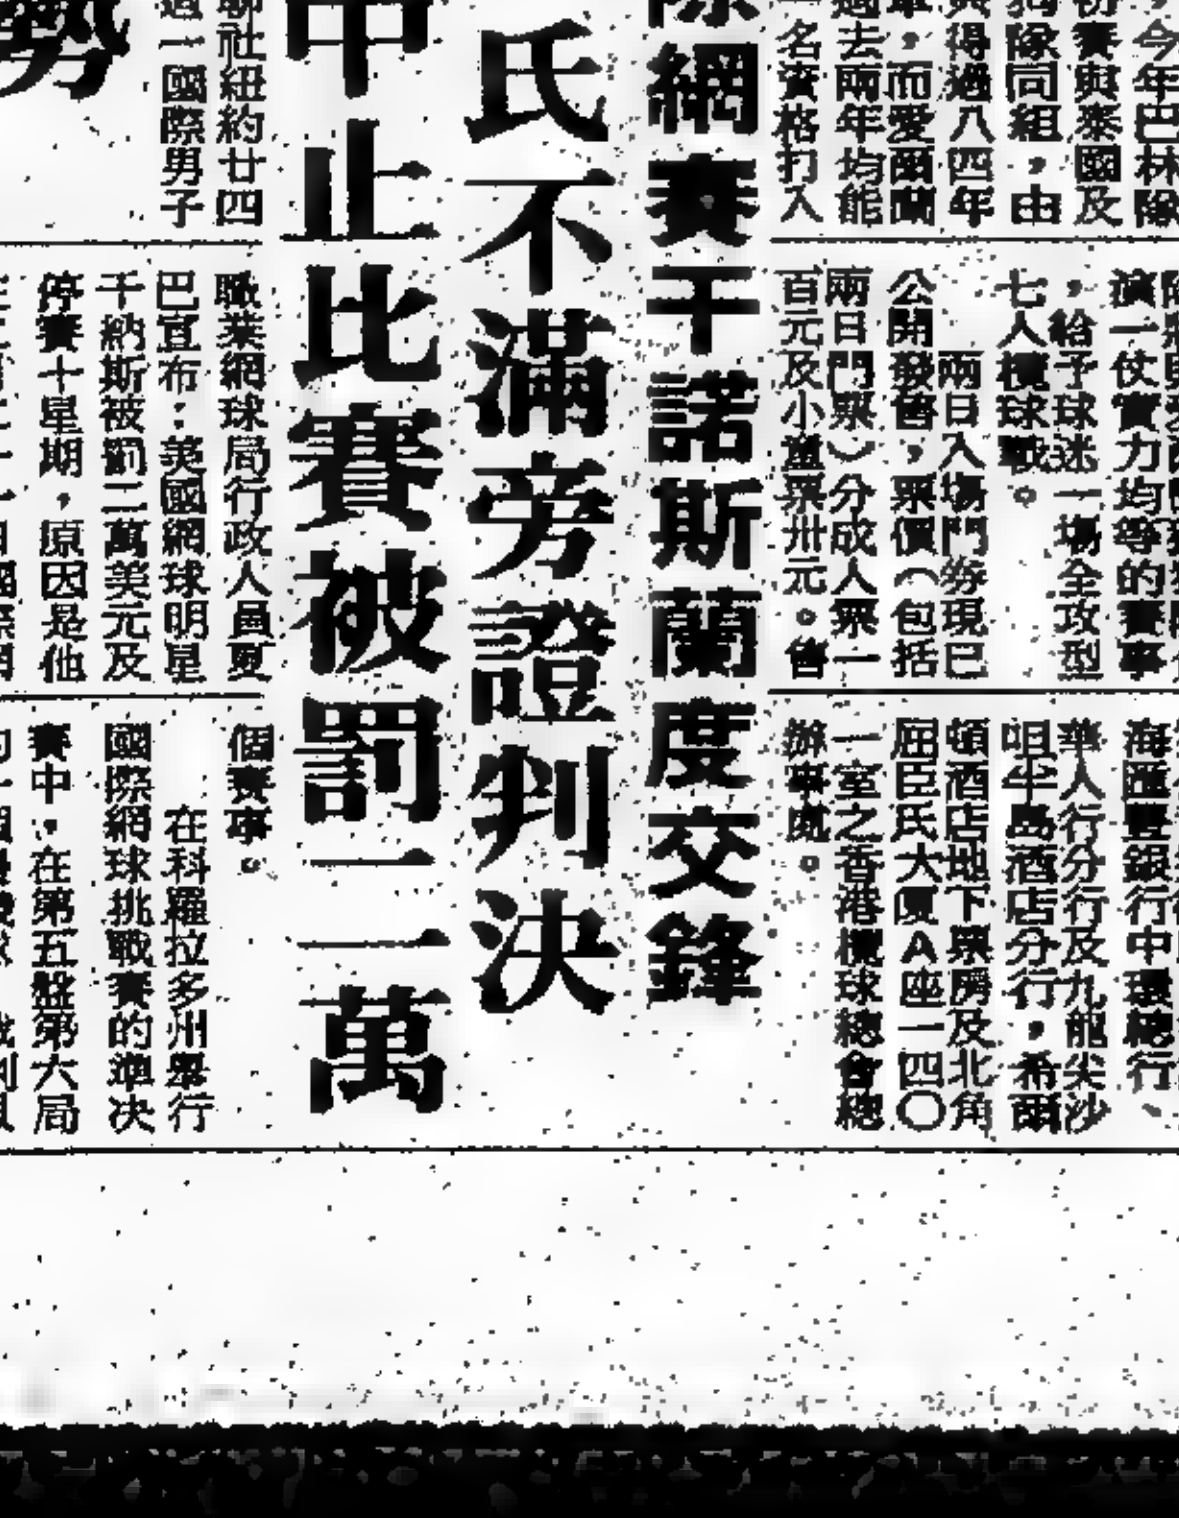 今年巴林隊
初賽與泰國及
隊同組，由
得過八四年
，而愛爾蘭
過去兩年均能
一名資格打入
演一仗實力均等的賽事
，給予球迷一場全攻型
七人欖球戰。
兩日入場門券現已
公開發售，票價（包括
兩日門票）分成人票一
百元及小童票卅元。售
海匯豐銀行中環總行、
華人行分行及九龍尖沙
咀半島酒店分行，希爾
頓酒店地下票房及北角
屈臣氏大廈A座一四〇
一室之香港欖球總會總
辦事處。
際網賽干諾斯蘭度交鋒
氏不滿旁證判決
中止比賽被罰二萬
聯社紐約廿四
一國際男子
職業網球局行政人員夏
巴宣布：美國網球明星
千納斯被罰二萬美元及
停賽十星期，原因是他
個賽事。
在科羅拉多州舉行
國際網球挑戰賽的準決
賽中，在第五盤第六局
勢